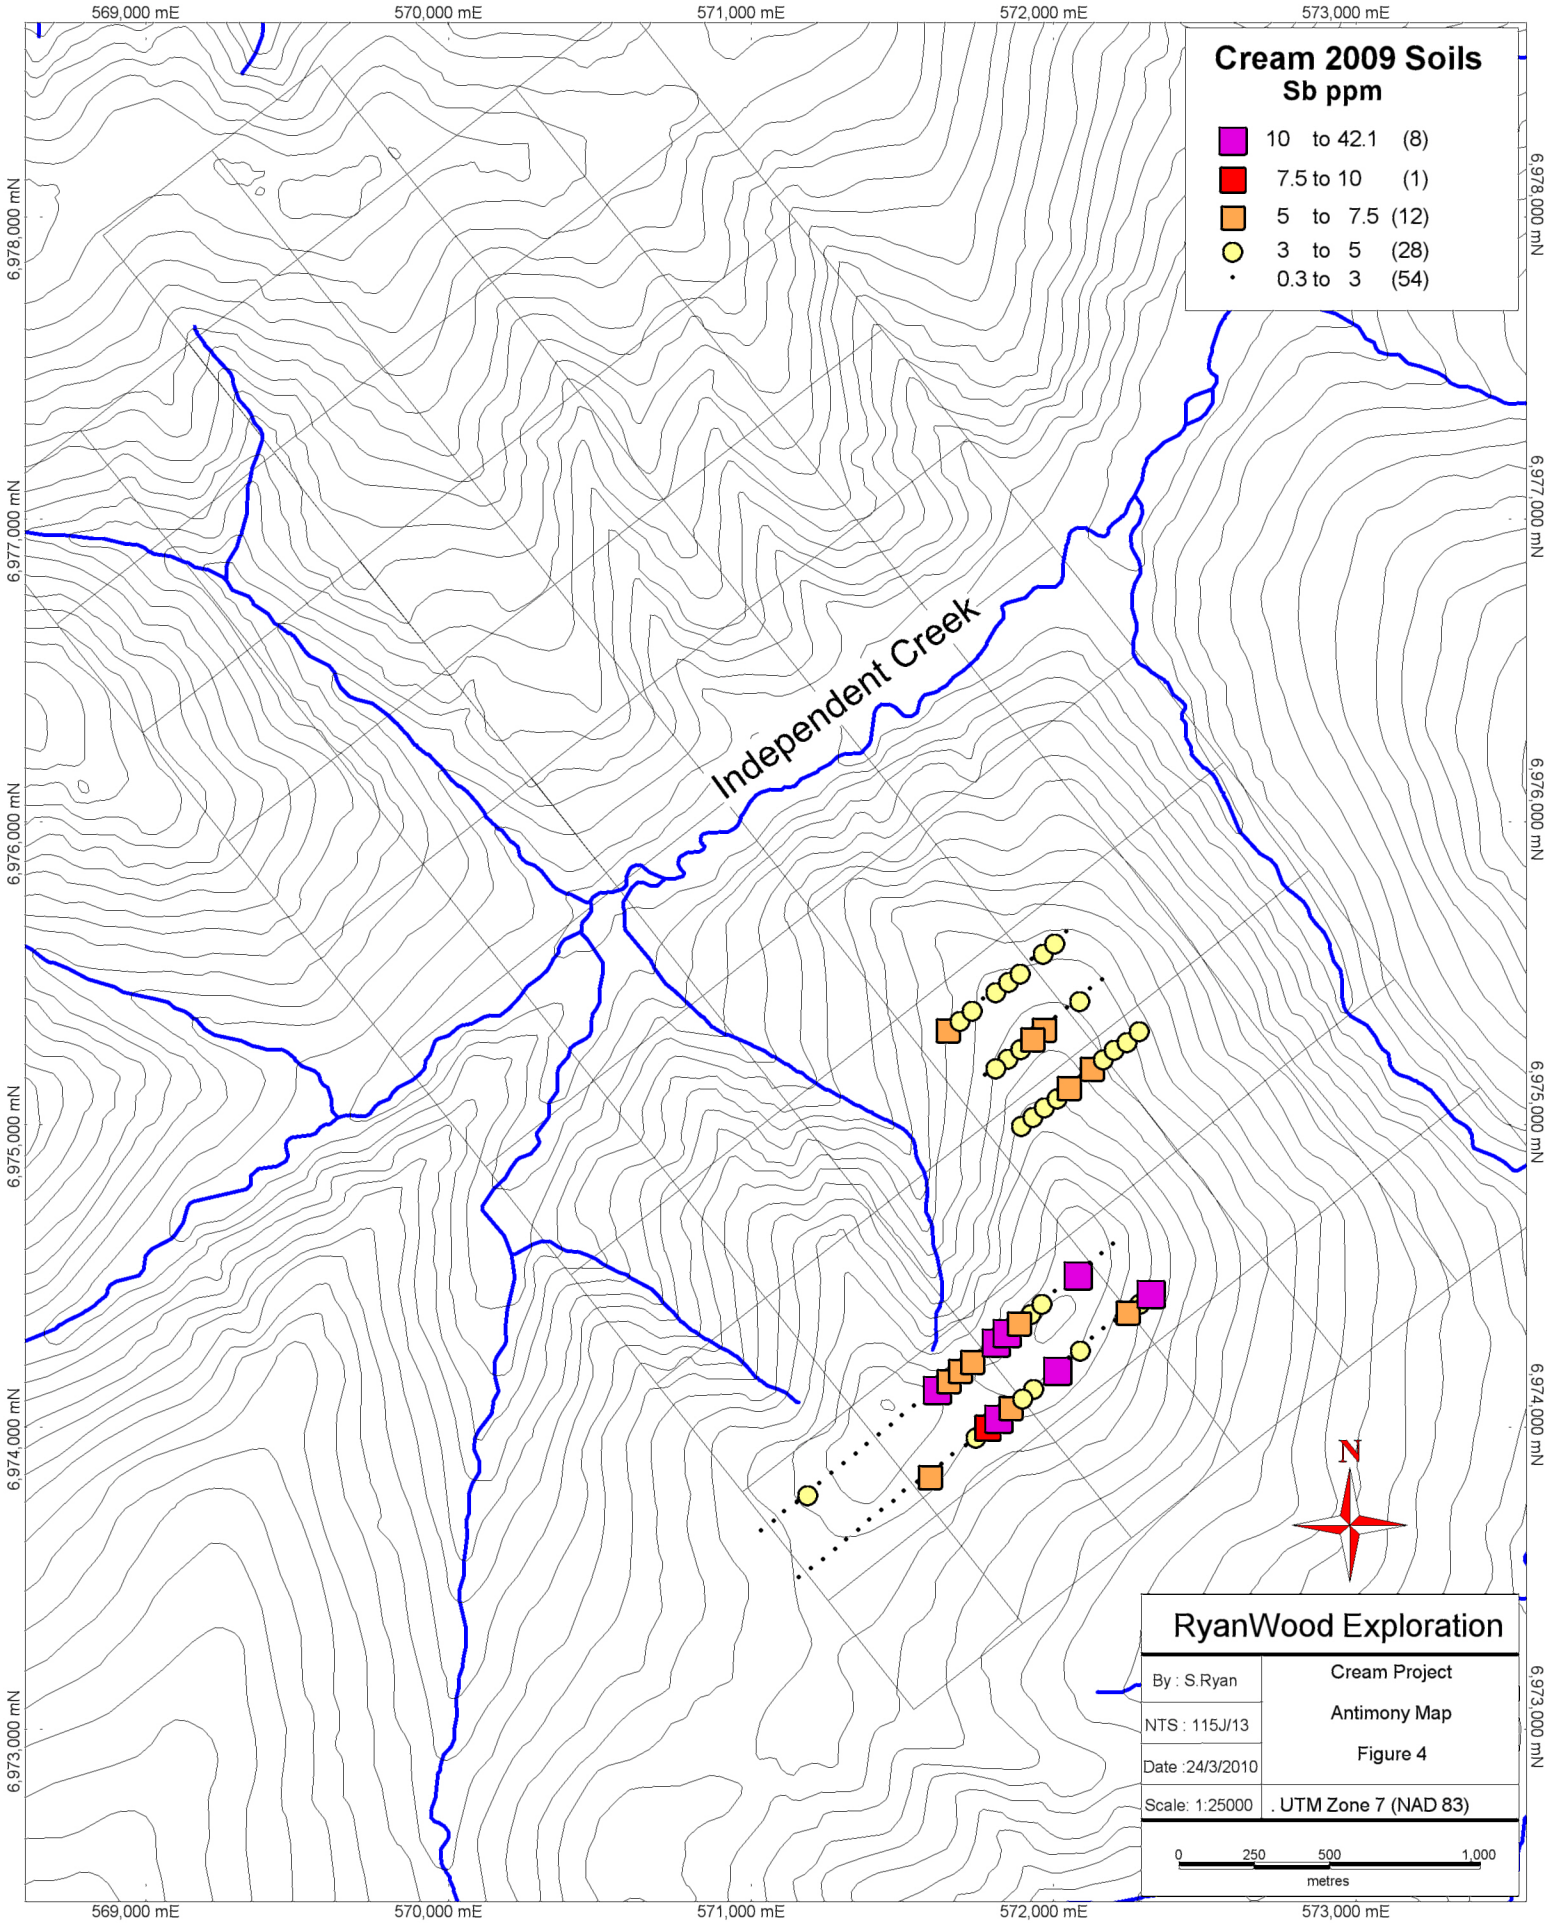 569,000 mE
570,000 mE
571,000 mE
572,000 mE
573,000 mE
Cream 2009 Soils
Sb ppm
10 to 42.1 (8)
7.5 to 10 (1)
5 to 7.5 (12)
3 to 5 (28)
0.3 to 3 (54)
6,978,000 mN
6,978,000 mN
6,977,000 mN
6,977,000 mN
Independent Creek
6,976,000 mN
6,976,000 mN
6,975,000 mN
6,975,000 mN
6,974,000 mN
6,974,000 mN
N
6,973,000 mN
6,973,000 mN
RyanWood Exploration
By : S.Ryan
Cream Project
NTS : 115J/13
Antimony Map
Date :24/3/2010
Figure 4
Scale: 1:25000
. UTM Zone 7 (NAD 83)
0 250 500 1,000
metres
569,000 mE
570,000 mE
571,000 mE
572,000 mE
573,000 mE